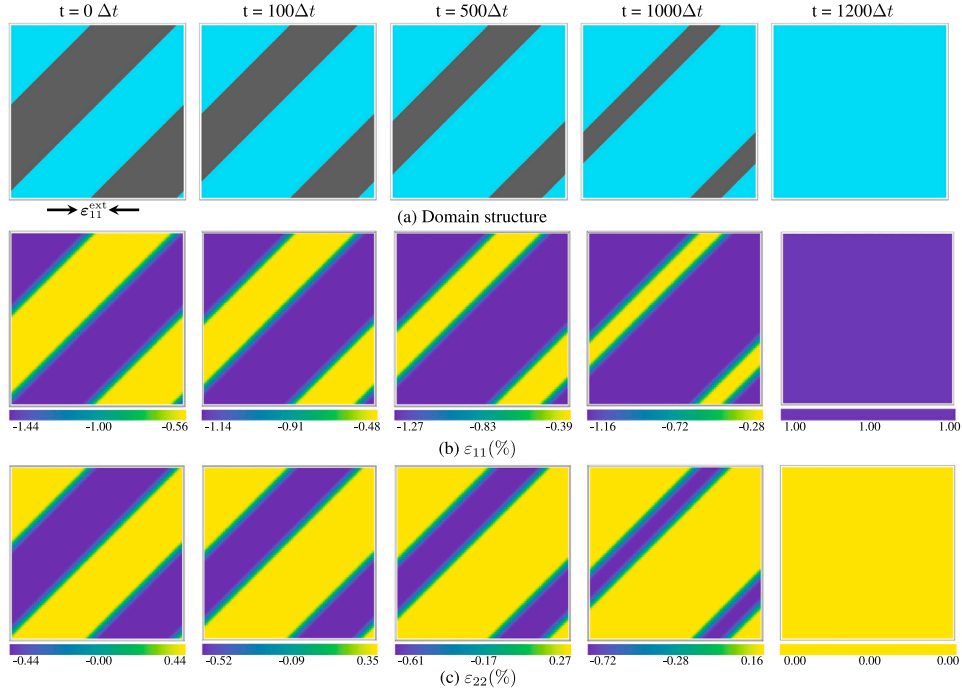 t = 0 Δt t = 100Δt t = 500Δt t = 1000Δt t = 1200Δt
ε₁₁ᵉˣᵗ
(a) Domain structure
-1.44 -1.00 -0.56 -1.14 -0.91 -0.48 -1.27 -0.83 -0.39 -1.16 -0.72 -0.28 1.00 1.00 1.00
(b) ε₁₁(%)
-0.44 -0.00 0.44 -0.52 -0.09 0.35 -0.61 -0.17 0.27 -0.72 -0.28 0.16 0.00 0.00 0.00
(c) ε₂₂(%)